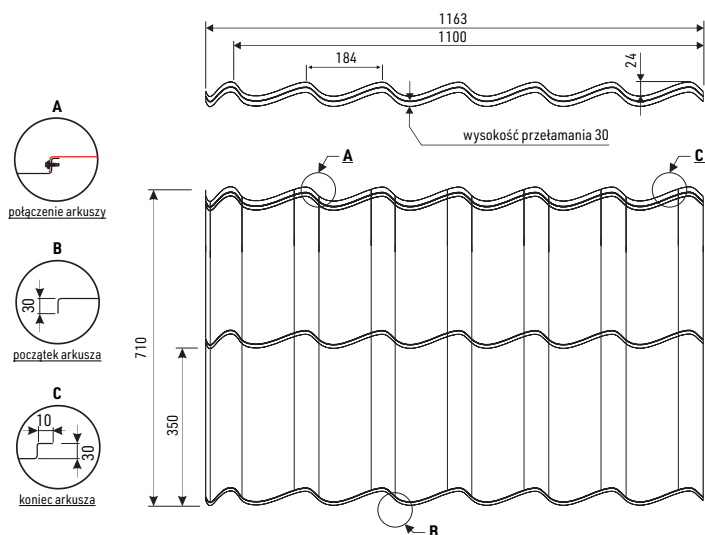 1163
1100
184
24
wysokość przełamania 30
A
połączenie arkuszy
B
30
początek arkusza
C
10
30
koniec arkusza
A
C
710
350
B